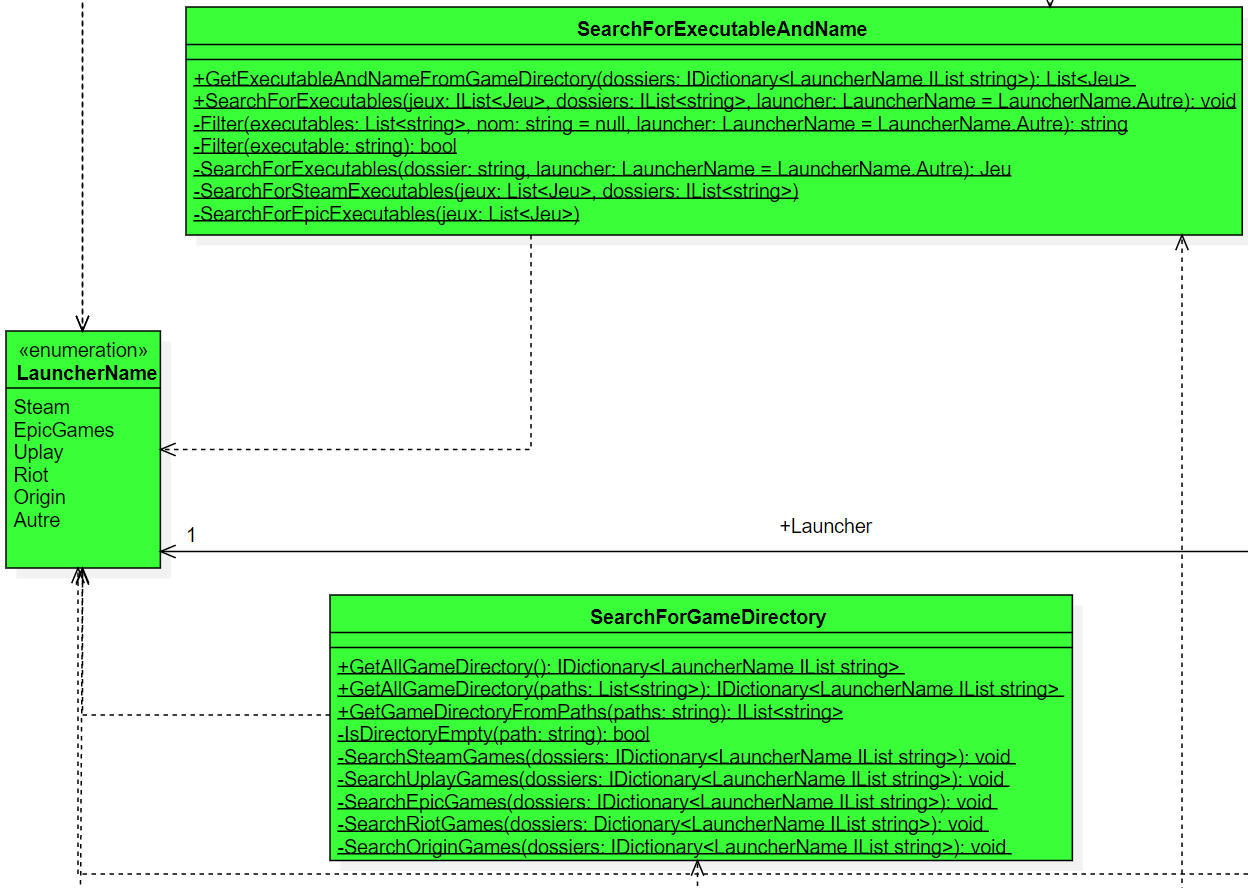 SearchForExecutableAndName
+GetExecutableAndNameFromGameDirectory(dossiers: IDictionary<LauncherName IList string>): List<Jeu>
+SearchForExecutables(jeux: IList<Jeu>, dossiers: IList<string>, launcher: LauncherName = LauncherName.Autre): void
-Filter(executables: List<string>, nom: string = null, launcher: LauncherName = LauncherName.Autre): string
-Filter(executable: string): bool
-SearchForExecutables(dossier: string, launcher: LauncherName = LauncherName.Autre): Jeu
-SearchForSteamExecutables(jeux: List<Jeu>, dossiers: IList<string>)
-SearchForEpicExecutables(jeux: List<Jeu>)
«enumeration»
LauncherName
Steam
EpicGames
Uplay
Riot
Origin
Autre
1
+Launcher
SearchForGameDirectory
+GetAllGameDirectory(): IDictionary<LauncherName IList string>
+GetAllGameDirectory(paths: List<string>): IDictionary<LauncherName IList string>
+GetGameDirectoryFromPaths(paths: string): IList<string>
-IsDirectoryEmpty(path: string): bool
-SearchSteamGames(dossiers: IDictionary<LauncherName IList string>): void
-SearchUplayGames(dossiers: IDictionary<LauncherName IList string>): void
-SearchEpicGames(dossiers: IDictionary<LauncherName IList string>): void
-SearchRiotGames(dossiers: Dictionary<LauncherName IList string>): void
-SearchOriginGames(dossiers: IDictionary<LauncherName IList string>): void